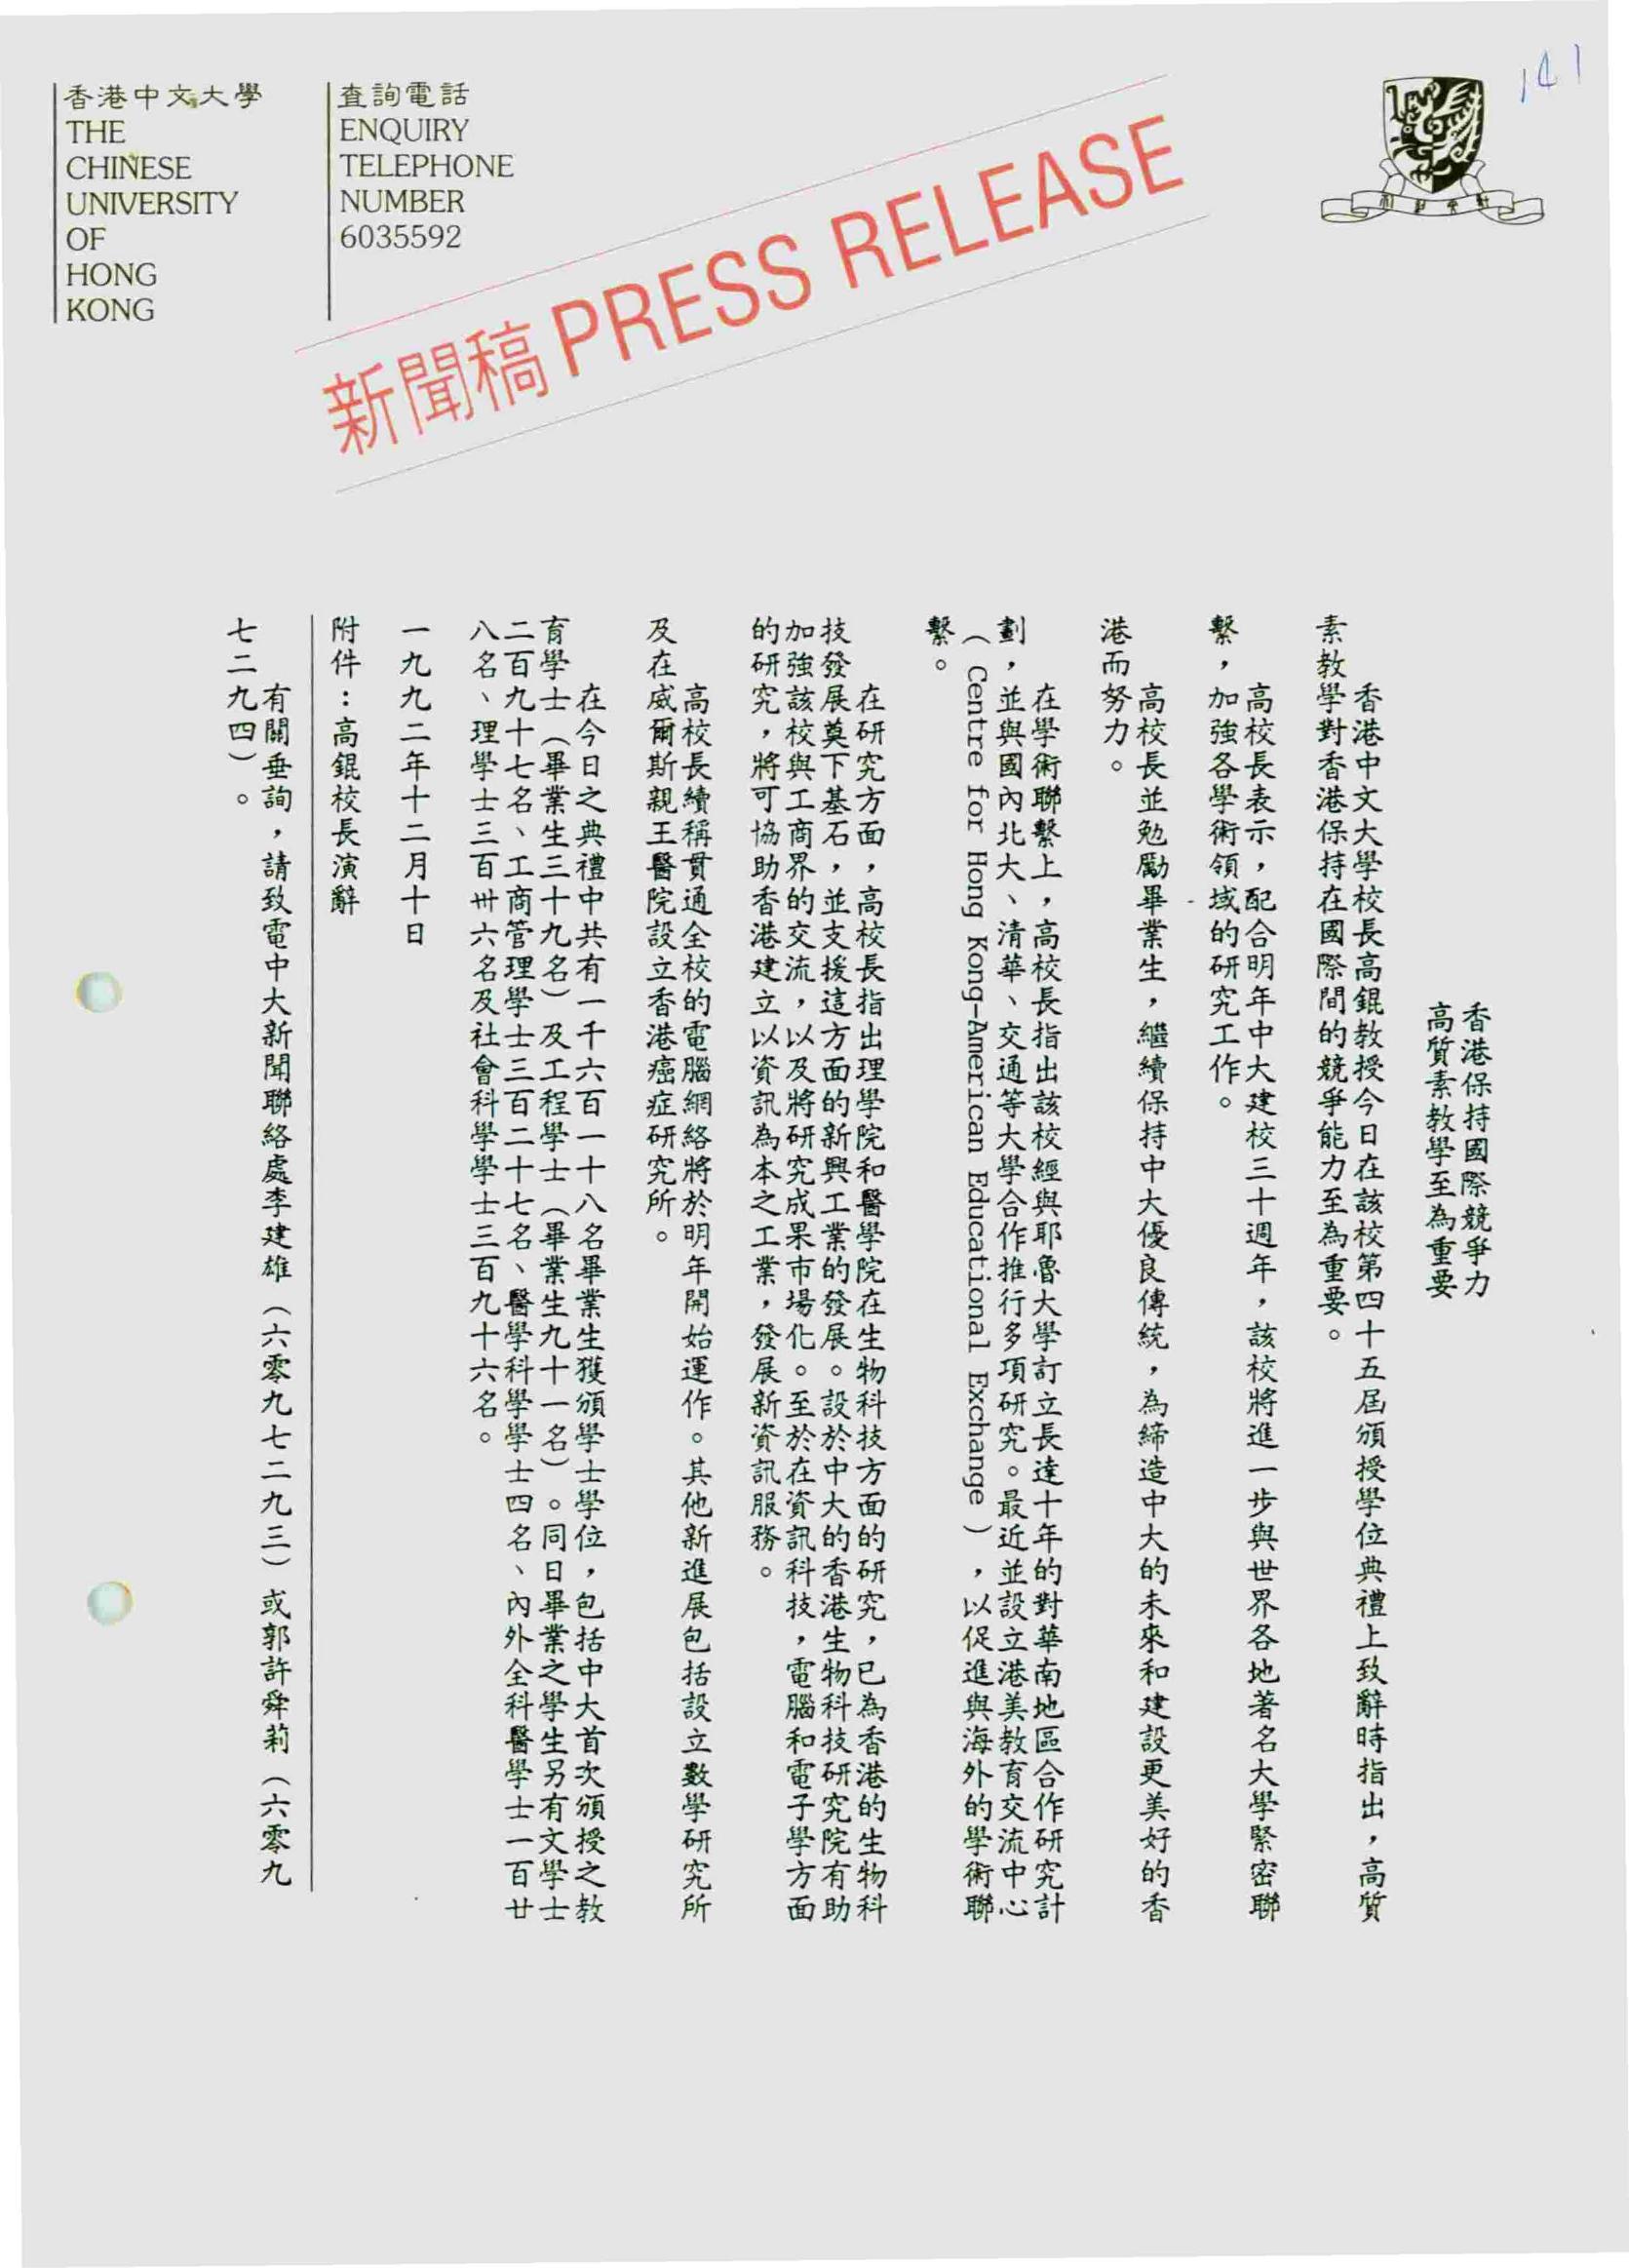 香港中文大學
THE
CHINESE
UNIVERSITY
OF
HONG
KONG
查詢電話
ENQUIRY
TELEPHONE
NUMBER
6035592
141
新聞稿 PRESS RELEASE
香港保持國際競爭力
高質素教學至為重要
香港中文大學校長高錕教授今日在該校第四十五屆頒授學位典禮上致辭時指出，高質
素教學對香港保持在國際間的競爭能力至為重要。
高校長表示，配合明年中大建校三十週年，該校將進一步與世界各地著名大學緊密聯
繫，加強各學術領域的研究工作。
高校長並勉勵畢業生，繼續保持中大優良傳統，為締造中大的未來和建設更美好的香
港而努力。
在學術聯繫上，高校長指出該校經與耶魯大學訂立長達十年的對華南地區合作研究計
劃，並與國內北大、清華、交通等大學合作推行多項研究。最近並設立港美教育交流中心
（Centre for Hong Kong-American Educational Exchange），以促進與海外的學術聯
繫。
在研究方面，高校長指出理學院和醫學院在生物科技方面的研究，已為香港的生物科
技發展奠下基石，並支援這方面的新興工業的發展。設於中大的香港生物科技研究院有助
加強該校與工商界的交流，以及將研究成果市場化。至於在資訊科技，電腦和電子學方面
的研究，將可協助香港建立以資訊為本之工業，發展新資訊服務。
高校長續稱貫通全校的電腦網絡將於明年開始運作。其他新進展包括設立數學研究所
及在威爾斯親王醫院設立香港癌症研究所。
在今日之典禮中共有一千六百一十八名畢業生獲頒學士學位，包括中大首次頒授之教
育學士（畢業生三十九名）及工程學士（畢業生九十一名）。同日畢業之學生另有文學士
二百九十七名、工商管理學士三百二十七名、醫學科學學士四名、內外全科醫學士一百廿
八名、理學士三百卅六名及社會科學學士三百九十六名。
一九九二年十二月十日
附件：高錕校長演辭
有關垂詢，請致電中大新聞聯絡處李建雄（六零九七二九三）或郭許舜莉（六零九
七二九四）。